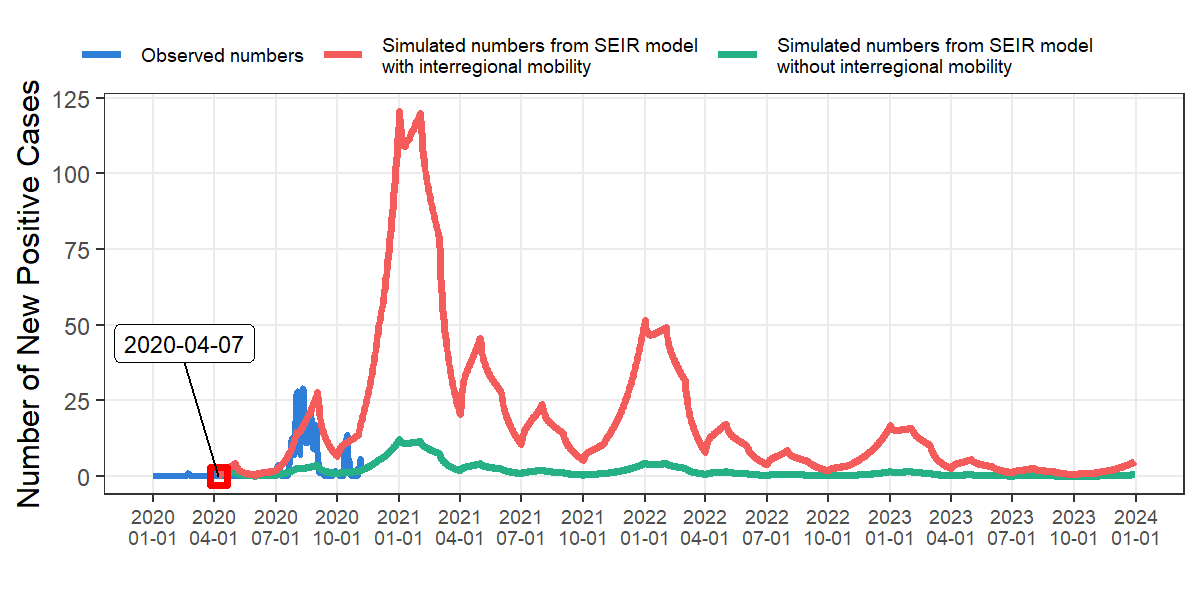 Observed numbers
Simulated numbers from SEIR model
with interregional mobility
Simulated numbers from SEIR model
without interregional mobility
Number of New Positive Cases
125
100
75
50
25
0
2020-04-07
2020 2020 2020 2020 2021 2021 2021 2021 2022 2022 2022 2022 2023 2023 2023 2023 2024
01-01 04-01 07-01 10-01 01-01 04-01 07-01 10-01 01-01 04-01 07-01 10-01 01-01 04-01 07-01 10-01 01-01